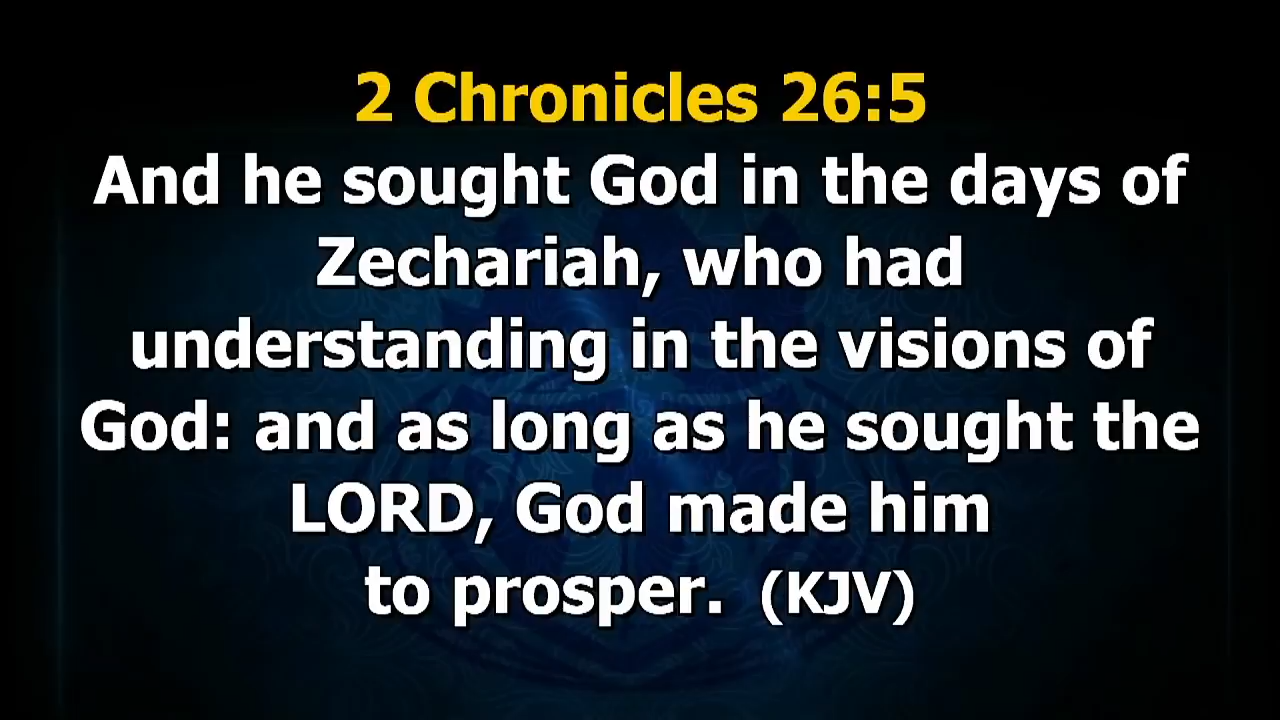 2 Chronicles 26:5
And he sought God in the days of
Zechariah, who had
understanding in the visions of
God: and as long as he sought the
LORD, God made him
to prosper. (KJV)